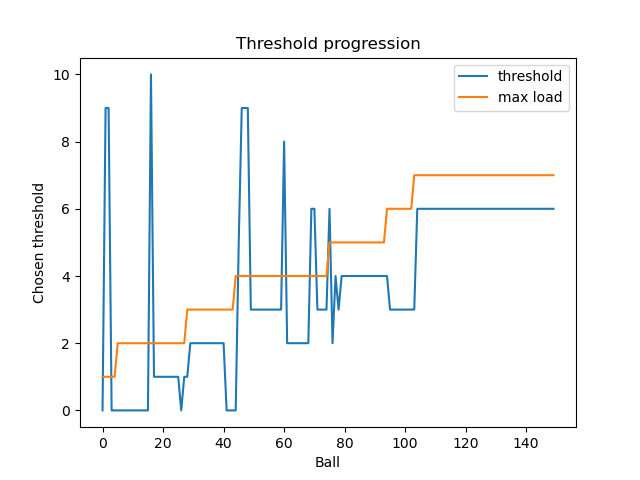 Threshold progression
threshold
max load
Chosen threshold
10
8
6
4
2
0
0 20 40 60 80 100 120 140
Ball